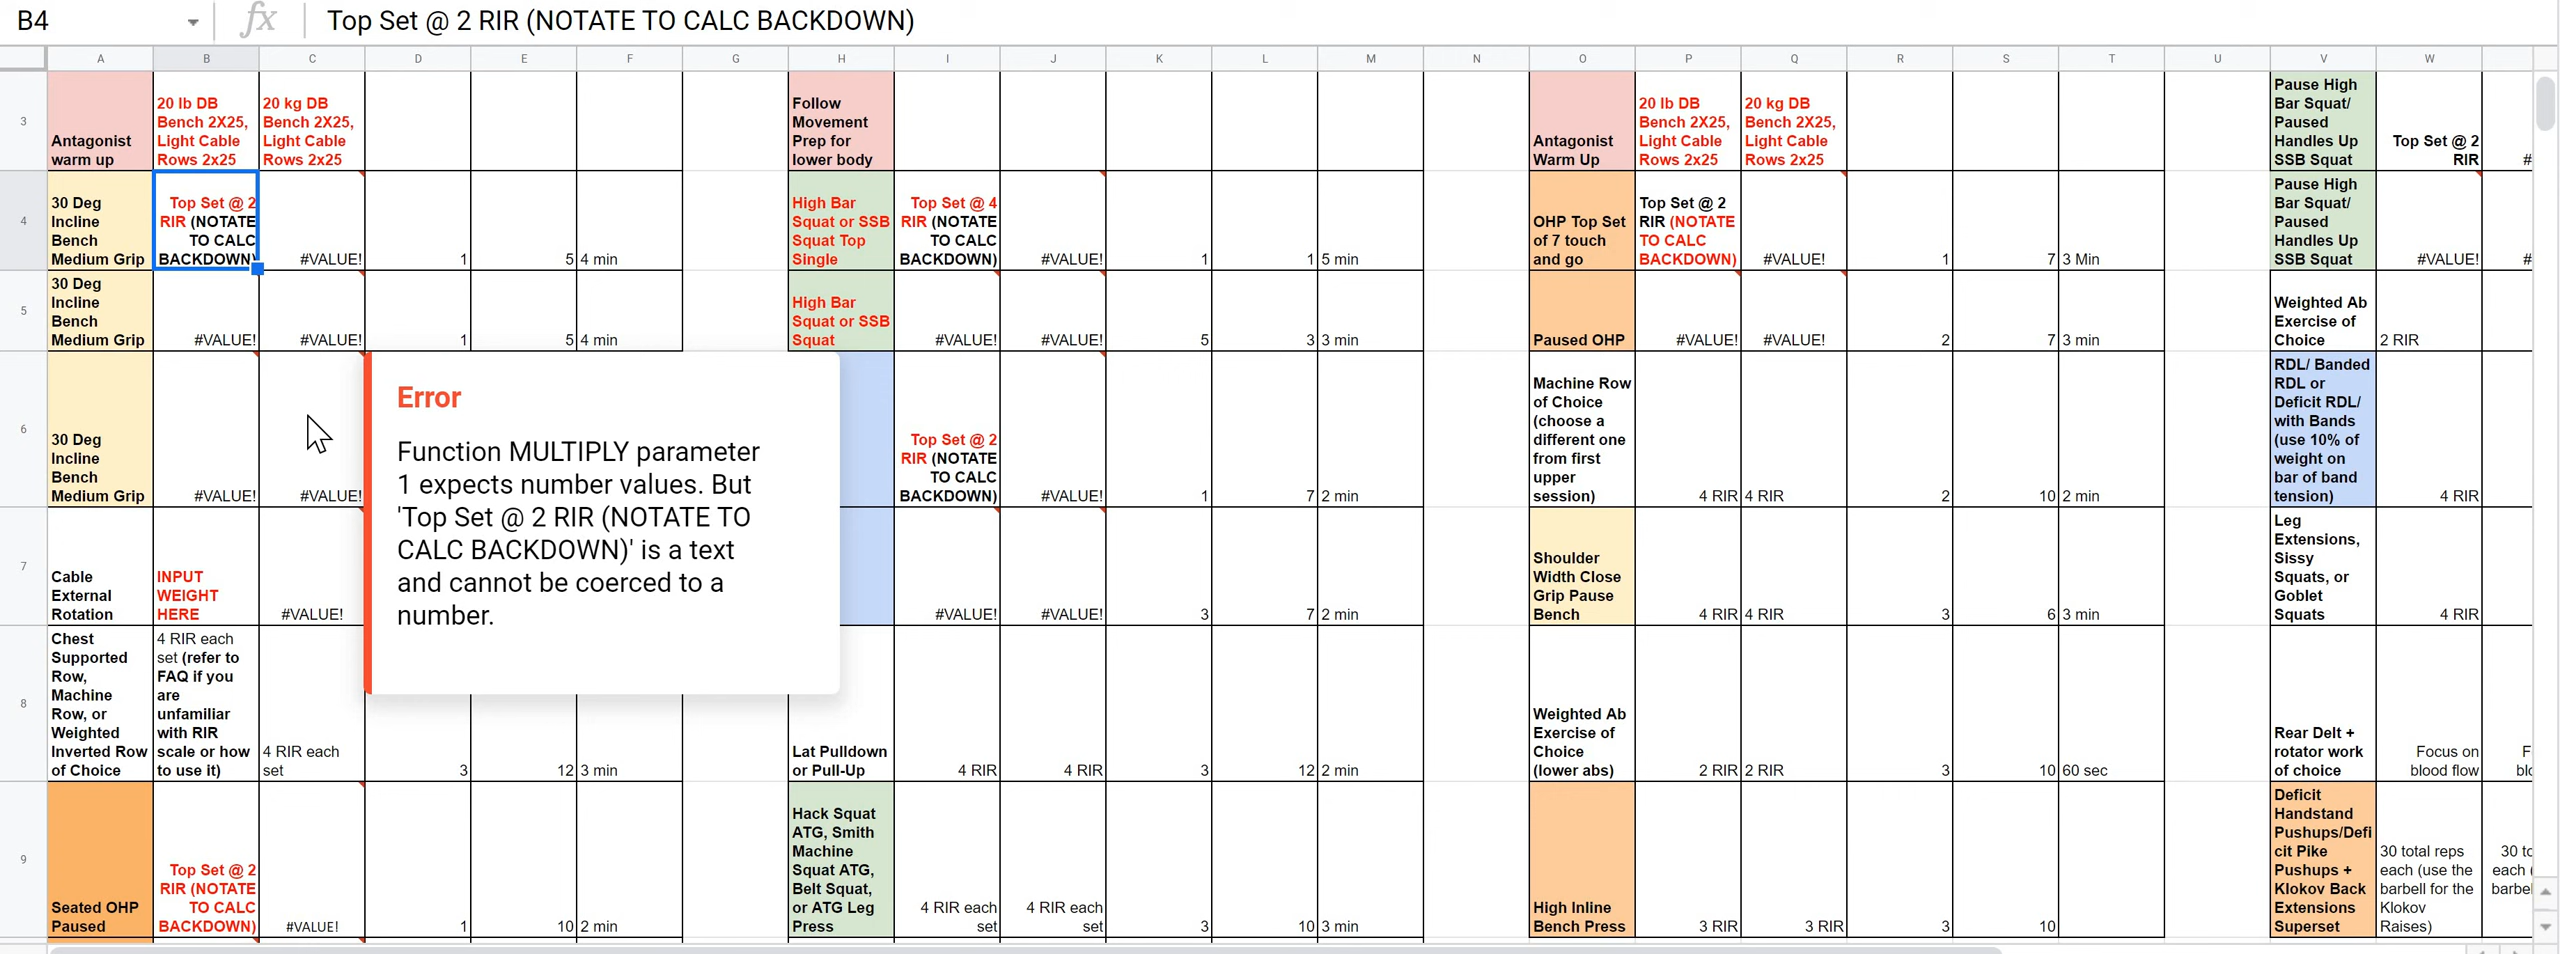 B4
fx
Top Set @ 2 RIR (NOTATE TO CALC BACKDOWN)
A B C D E F G H I J K L M N O P Q R S T U V W
3
Antagonist
warm up
20 lb DB
Bench 2X25,
Light Cable
Rows 2x25
20 kg DB
Bench 2X25,
Light Cable
Rows 2x25
Follow
Movement
Prep for
lower body
Antagonist
Warm Up
20 lb DB
Bench 2X25,
Light Cable
Rows 2x25
20 kg DB
Bench 2X25,
Light Cable
Rows 2x25
Pause High
Bar Squat/
Paused
Handles Up
SSB Squat
Top Set @ 2
RIR
#
4
30 Deg
Incline
Bench
Medium Grip
Top Set @ 2
RIR (NOTATE
TO CALC
BACKDOWN)
#VALUE!
1
5
4 min
High Bar
Squat or SSB
Squat Top
Single
Top Set @ 4
RIR (NOTATE
TO CALC
BACKDOWN)
#VALUE!
1
1
5 min
OHP Top Set
of 7 touch
and go
Top Set @ 2
RIR (NOTATE
TO CALC
BACKDOWN)
#VALUE!
1
7
3 Min
Pause High
Bar Squat/
Paused
Handles Up
SSB Squat
#VALUE!
#
5
30 Deg
Incline
Bench
Medium Grip
#VALUE!
#VALUE!
1
5
4 min
High Bar
Squat or SSB
Squat
#VALUE!
#VALUE!
5
3
3 min
Paused OHP
#VALUE!
#VALUE!
2
7
3 min
Weighted Ab
Exercise of
Choice
2 RIR
6
30 Deg
Incline
Bench
Medium Grip
#VALUE!
#VALUE!
Error
Function MULTIPLY parameter
1 expects number values. But
'Top Set @ 2 RIR (NOTATE TO
CALC BACKDOWN)' is a text
and cannot be coerced to a
number.
Top Set @ 2
RIR (NOTATE
TO CALC
BACKDOWN)
#VALUE!
1
7
2 min
Machine Row
of Choice
(choose a
different one
from first
upper
session)
4 RIR
4 RIR
2
10
2 min
RDL/ Banded
RDL or
Deficit RDL/
with Bands
(use 10% of
weight on
bar of band
tension)
4 RIR
7
Cable
External
Rotation
INPUT
WEIGHT
HERE
#VALUE!
#VALUE!
#VALUE!
3
7
2 min
Shoulder
Width Close
Grip Pause
Bench
4 RIR
4 RIR
3
6
3 min
Leg
Extensions,
Sissy
Squats, or
Goblet
Squats
4 RIR
8
Chest
Supported
Row,
Machine
Row, or
Weighted
Inverted Row
of Choice
4 RIR each
set (refer to
FAQ if you
are
unfamiliar
with RIR
scale or how
to use it)
4 RIR each
set
3
12
3 min
Lat Pulldown
or Pull-Up
4 RIR
4 RIR
3
12
2 min
Weighted Ab
Exercise of
Choice
(lower abs)
2 RIR
2 RIR
3
10
60 sec
Rear Delt +
rotator work
of choice
Focus on
blood flow
F
blo
9
Seated OHP
Paused
Top Set @ 2
RIR (NOTATE
TO CALC
BACKDOWN)
#VALUE!
1
10
2 min
Hack Squat
ATG, Smith
Machine
Squat ATG,
Belt Squat,
or ATG Leg
Press
4 RIR each
set
4 RIR each
set
3
10
3 min
High Inline
Bench Press
3 RIR
3 RIR
3
10
Deficit
Handstand
Pushups/Defi
cit Pike
Pushups +
Klokov Back
Extensions
Superset
30 total reps
each (use the
barbell for the
Klokov
Raises)
30 to
each (
barbel